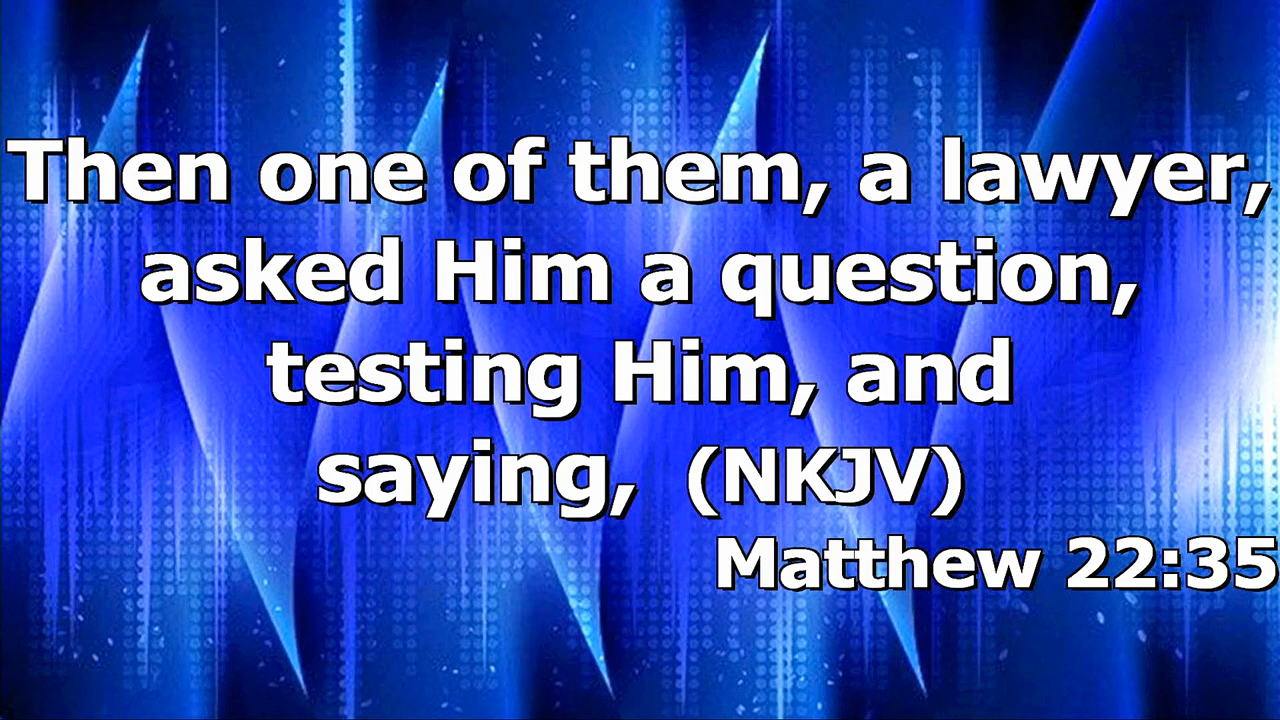 Then one of them, a lawyer,
asked Him a question,
testing Him, and
saying,  (NKJV)
Matthew 22:35